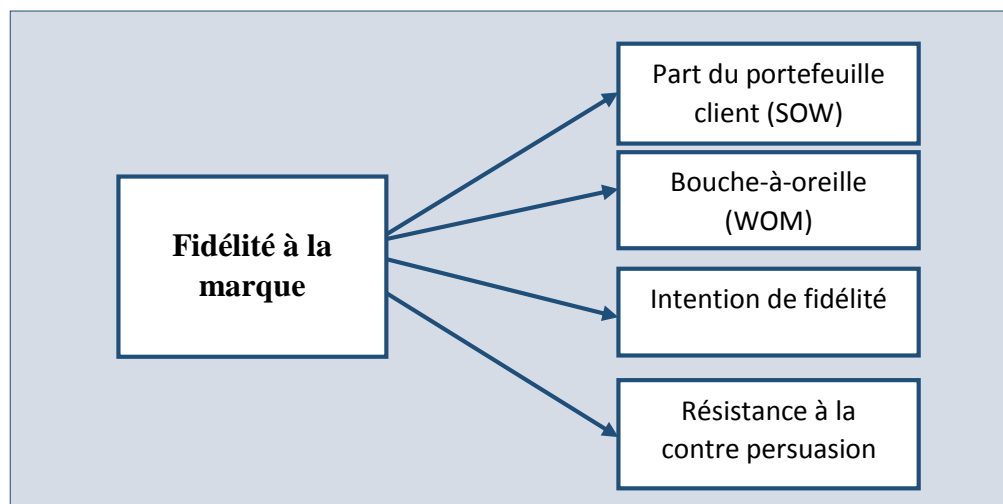 Fidélité à la
marque
Part du portefeuille
client (SOW)
Bouche-à-oreille
(WOM)
Intention de fidélité
Résistance à la
contre persuasion